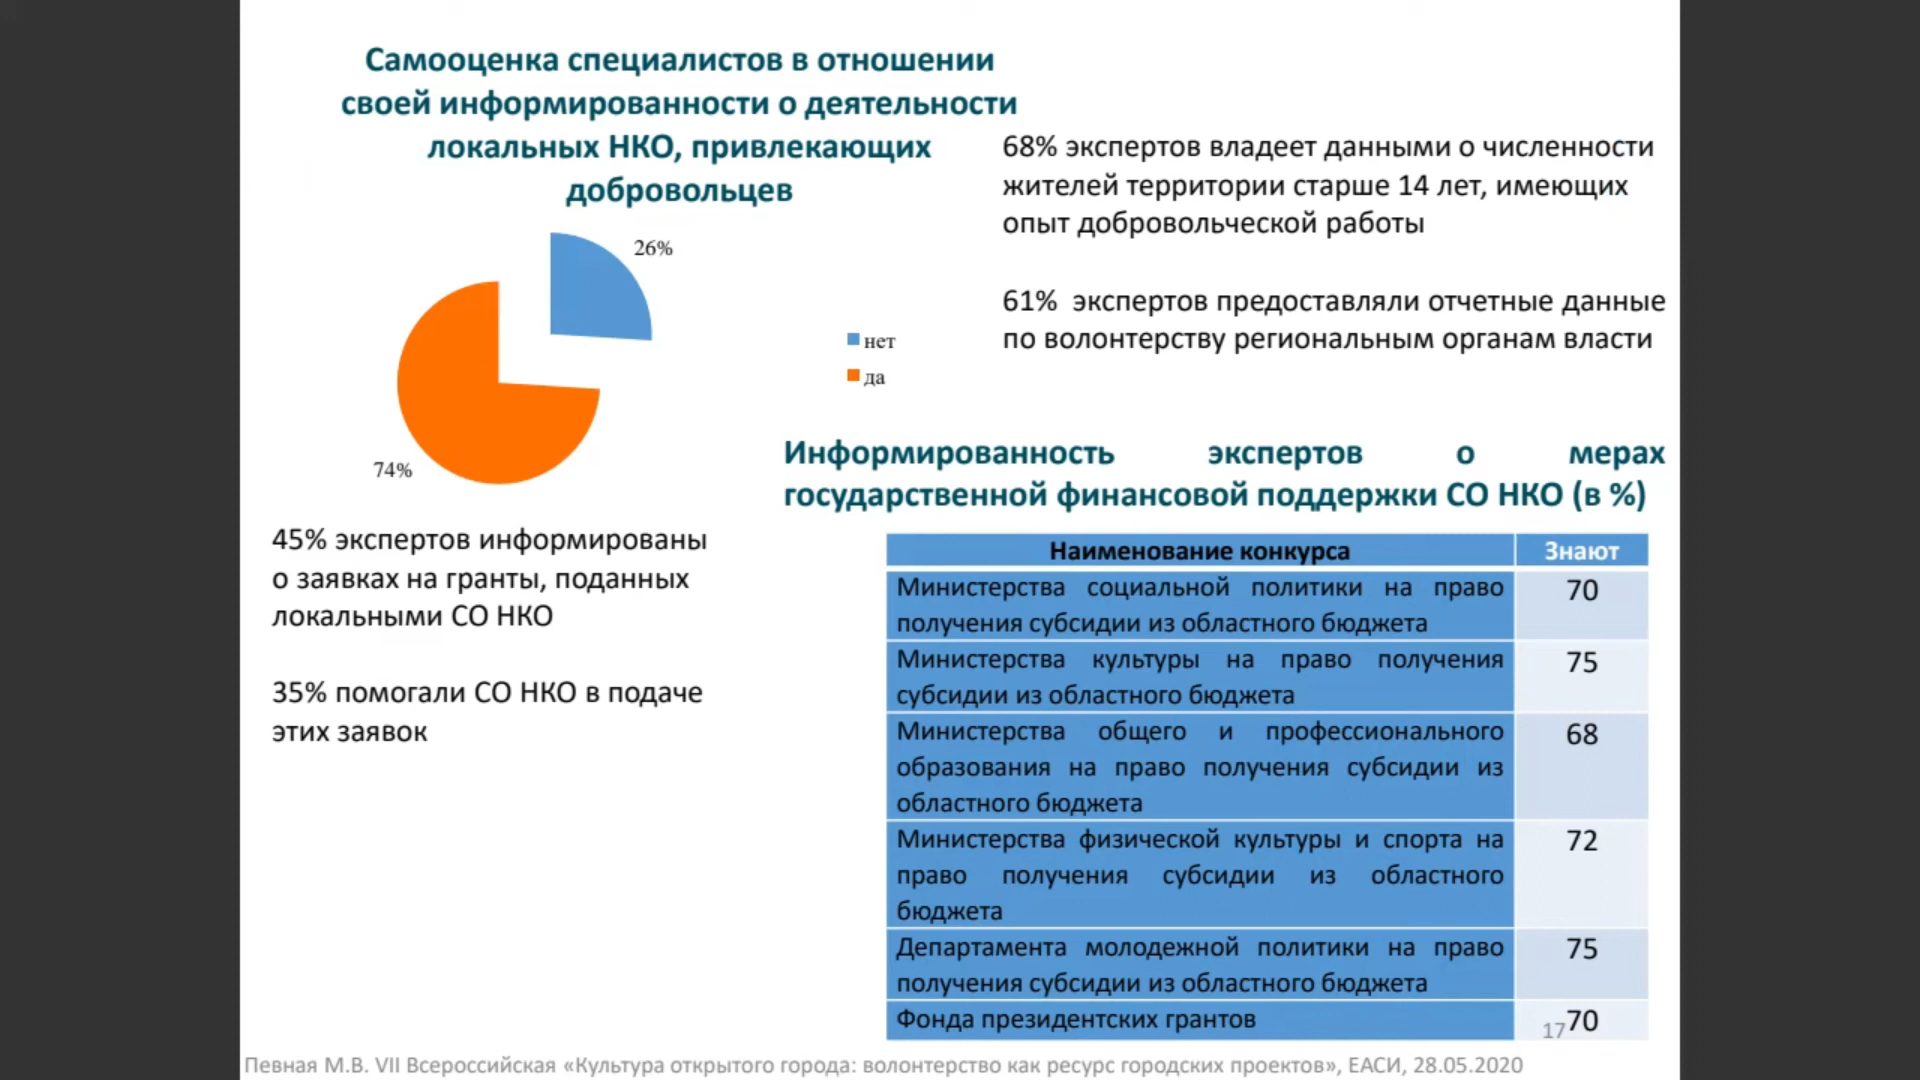 Самооценка специалистов в отношении
своей информированности о деятельности
локальных НКО, привлекающих
добровольцев
26%
74%
нет
да
68% экспертов владеет данными о численности
жителей территории старше 14 лет, имеющих
опыт добровольческой работы
61% экспертов предоставляли отчетные данные
по волонтерству региональным органам власти
45% экспертов информированы
о заявках на гранты, поданных
локальными СО НКО
35% помогали СО НКО в подаче
этих заявок
Информированность экспертов о мерах
государственной финансовой поддержки СО НКО (в %)
Наименование конкурса Знают
Министерства социальной политики на право 70
получения субсидии из областного бюджета
Министерства культуры на право получения 75
субсидии из областного бюджета
Министерства общего и профессионального 68
образования на право получения субсидии из
областного бюджета
Министерства физической культуры и спорта на 72
право получения субсидии из областного
бюджета
Департамента молодежной политики на право 75
получения субсидии из областного бюджета
Фонда президентских грантов 70
17
Певная М.В. VII Всероссийская «Культура открытого города: волонтерство как ресурс городских проектов», ЕАСИ, 28.05.2020